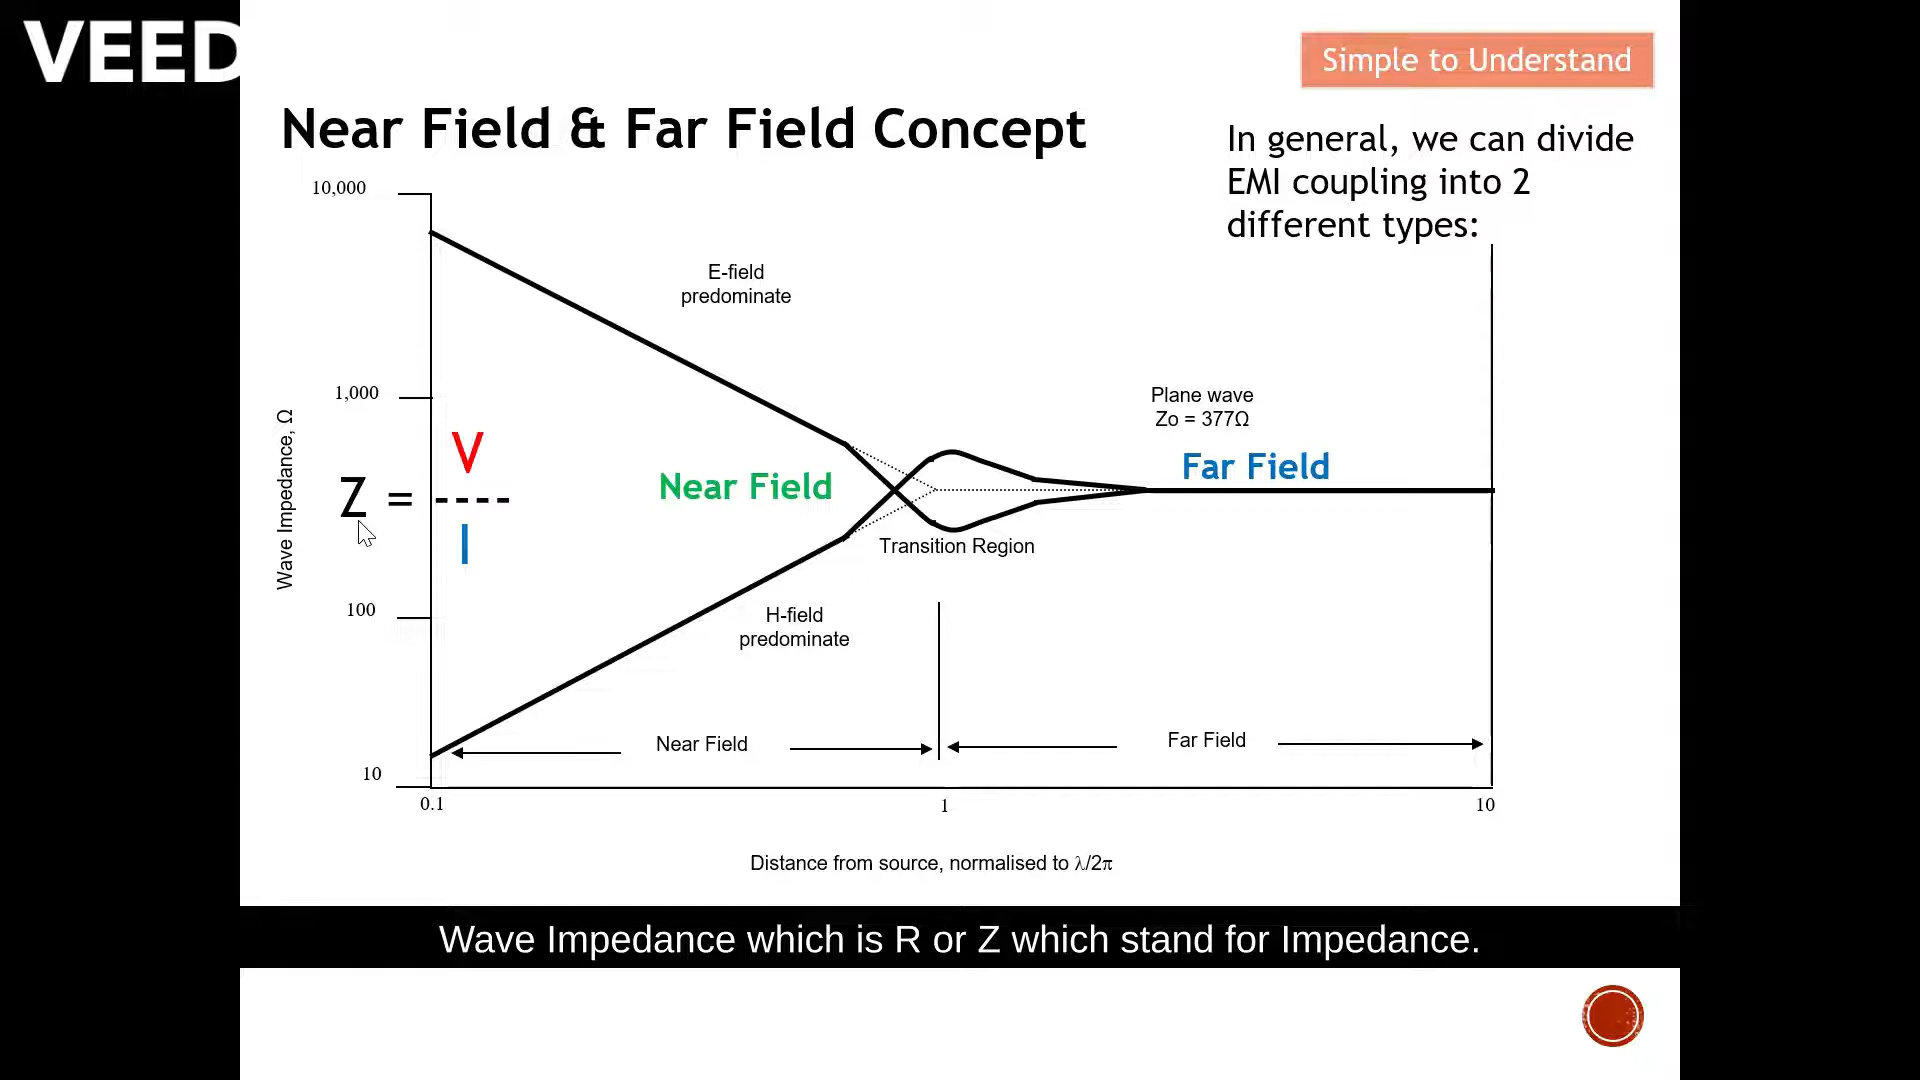 VEED
Simple to Understand
Near Field & Far Field Concept
In general, we can divide
EMI coupling into 2
different types:
10,000
E-field
predominate
1,000
Plane wave
Zo = 377Ω
Wave Impedance, Ω
V
Z = ----
I
Near Field
Far Field
Transition Region
100
H-field
predominate
Near Field
Far Field
10
0.1
1
10
Distance from source, normalised to λ/2π
Wave Impedance which is R or Z which stand for Impedance.